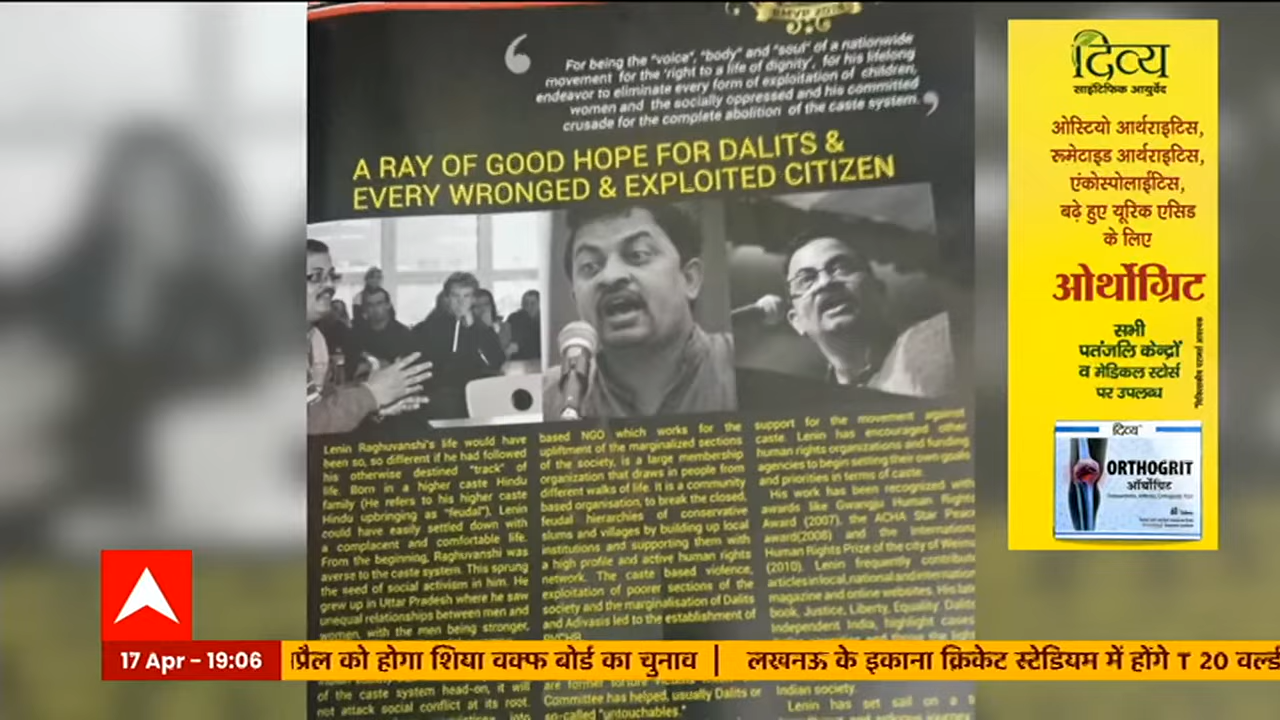 For being the "voice", "body" and "soul" of a nationwide
movement for the 'right to a life of dignity', for his lifelong
endeavor to eliminate every form of exploitation of children,
women and the socially oppressed and his committed
crusade for the complete abolition of the caste system.
A RAY OF GOOD HOPE FOR DALITS &
EVERY WRONGED & EXPLOITED CITIZEN
Lenin Raghuvanshi's life would have
been so, so different if he had followed
his otherwise destined "track" of
life. Born in a higher caste Hindu
family (He refers to his higher caste
Hindu upbringing as "feudal"). Lenin
could have easily settled down with
a complacent and comfortable life.
From the beginning, Raghuvanshi was
averse to the caste system. This sprung
the seed of social activism in him. He
grew up in Uttar Pradesh where he saw
unequal relationships between men and
women, with the men being stronger,
of the caste system head-on, it will
not attack social conflict at its root.
based NGO which works for the
upliftment of the marginalized sections
of the society, is a large membership
organization that draws in people from
different walks of life. It is a community
based organisation, to break the closed,
feudal hierarchies of conservative
and villages by building up local
institutions and supporting them with
a high profile and active human rights
network. The caste based violence,
exploitation of poorer sections of the
society and the marginalisation of Dalits
and Adivasis led to the establishment of
PVCHR
are former torture
Committee has helped, usually Dalits or
so-called "untouchables."
support for the movement against
caste. Lenin has encouraged other
human rights organizations and funding
agencies to begin setting their own goals
and priorities in terms of caste.
His work has been recognized with
awards like Gwangju Human Rights
Award (2007), the ACHA Star Peace
award(2008) and the International
Human Rights Prize of the city of
(2010). Lenin frequently
articles in local, national and
magazine and online websites. His
book, Justice, Liberty, Equality: Dalits
Independent India, highlight cases
Indian society.
Lenin has set sail on a
दिव्य
साइंटिफिक आयुर्वेद
ओस्टियो आर्थराइटिस,
रूमेटाइड आर्थराइटिस,
एंकोस्पोलाईटिस,
बढ़े हुए यूरिक एसिड
के लिए
ओर्थोग्रिट
सभी
पतंजलि केन्द्रों
व मेडिकल स्टोर्स
पर उपलब्ध
दिव्य
ORTHOGRIT
ऑर्थोग्रिट
17 Apr – 19:06
प्रैल को होगा शिया वक्फ बोर्ड का चुनाव | लखनऊ के इकाना क्रिकेट स्टेडियम में होंगे T 20 वर्ल्ड